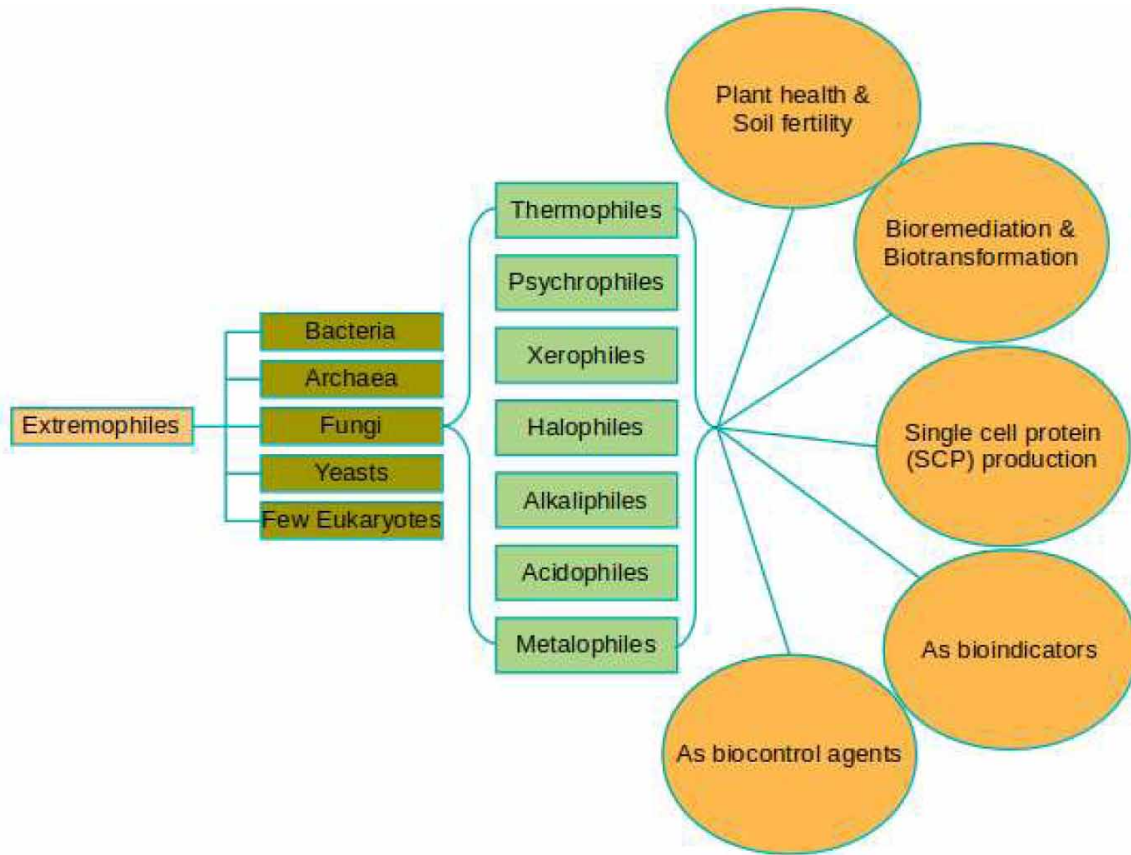 Extremophiles
Bacteria
Archaea
Fungi
Yeasts
Few Eukaryotes
Thermophiles
Psychrophiles
Xerophiles
Halophiles
Alkaliphiles
Acidophiles
Metalophiles
Plant health &
Soil fertility
Bioremediation &
Biotransformation
Single cell protein
(SCP) production
As bioindicators
As biocontrol agents